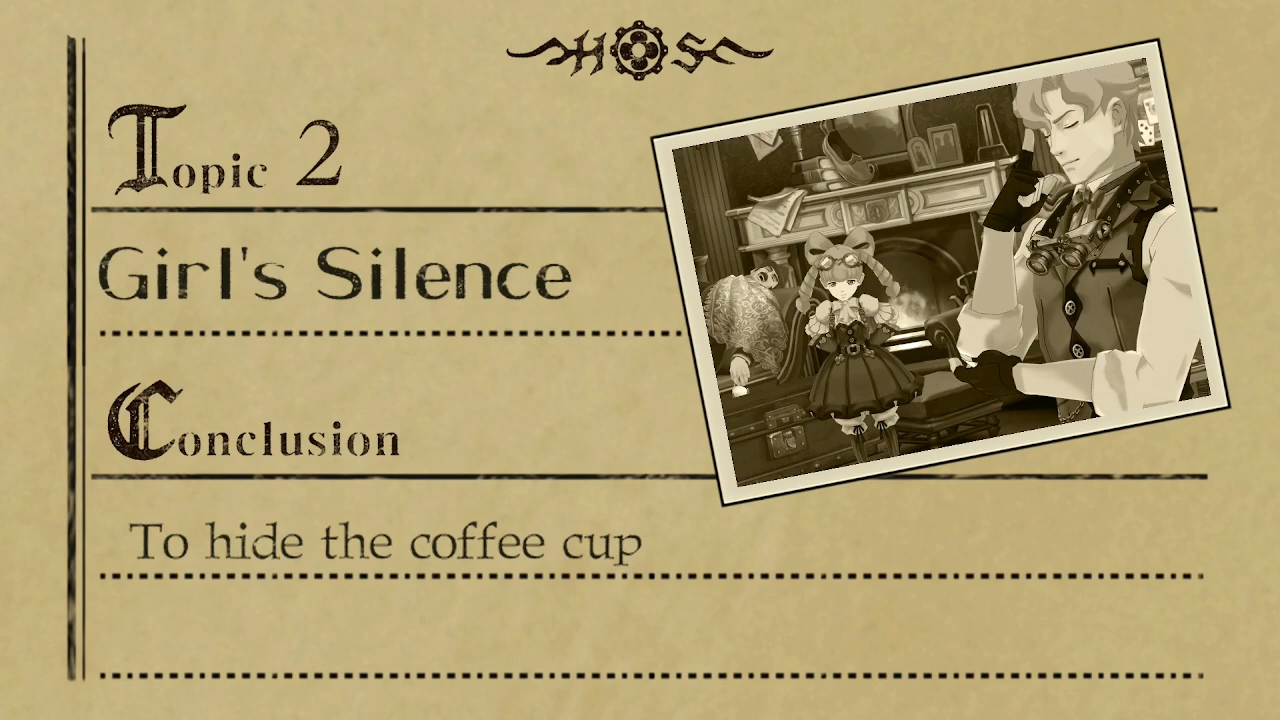 H S
Topic 2
Girl's Silence
Conclusion
To hide the coffee cup